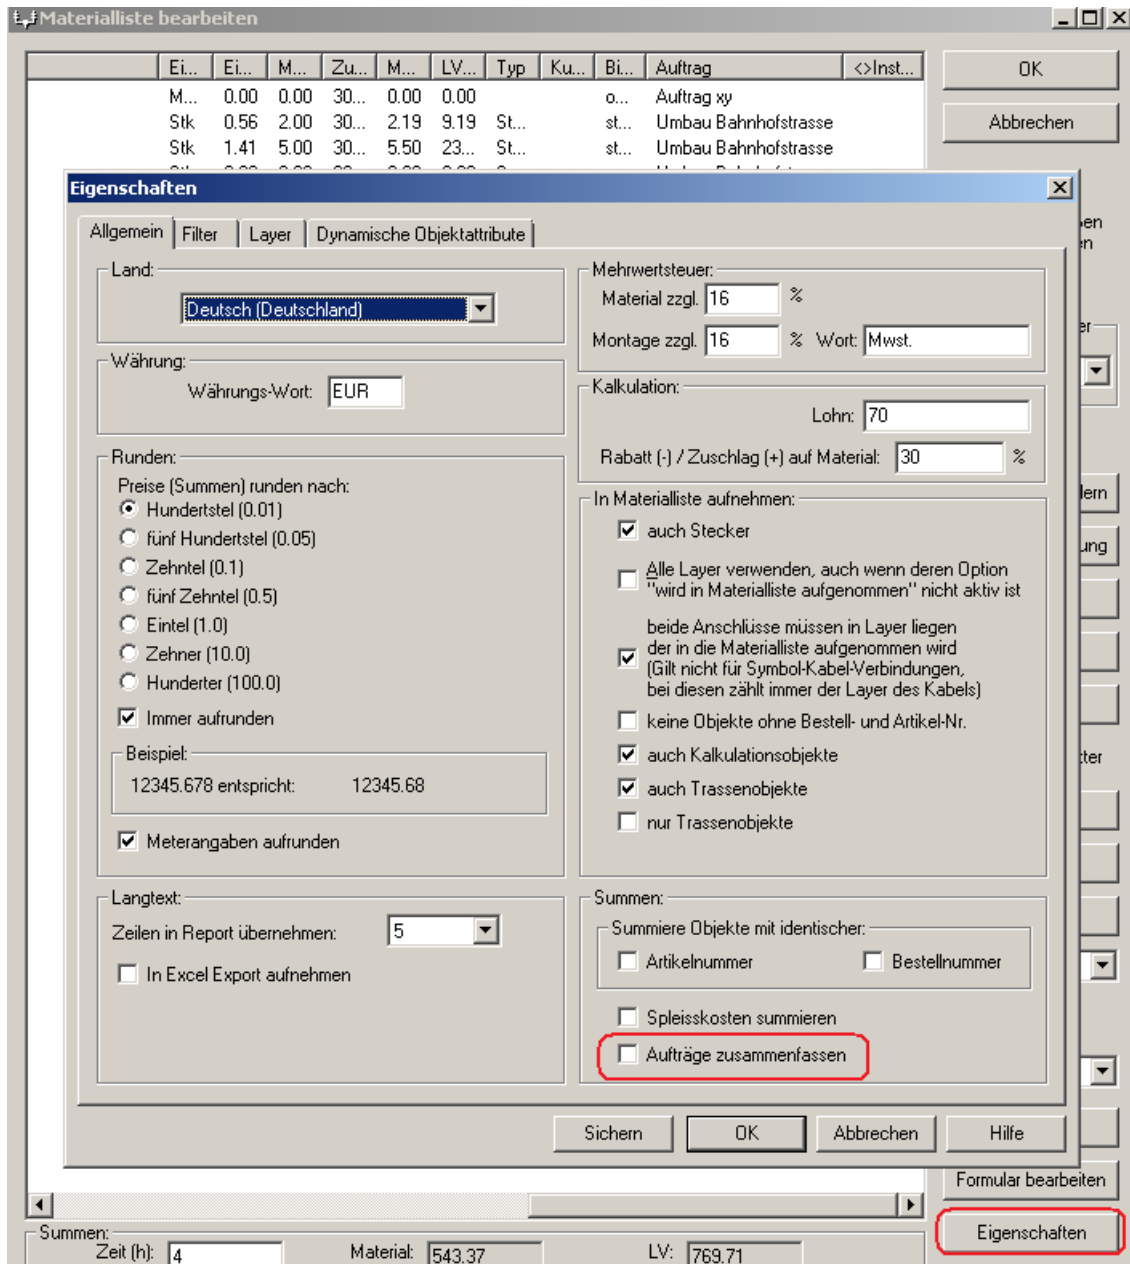 Materialliste bearbeiten
Ei... Ei... M... Zu... M... LV... Typ Ku... Bi... Auftrag <>Inst...
M... 0.00 0.00 30... 0.00 0.00 o... Auftrag xy
Stk 0.56 2.00 30... 2.19 9.19 St... st... Umbau Bahnhofstrasse
Stk 1.41 5.00 30... 5.50 23... St... st... Umbau Bahnhofstrasse
OK
Abbrechen
Eigenschaften
Allgemein Filter Layer Dynamische Objektattribute
Land:
Deutsch (Deutschland)
Währung:
Währungs-Wort: EUR
Runden:
Preise (Summen) runden nach:
Hundertstel (0.01)
fünf Hundertstel (0.05)
Zehntel (0.1)
fünf Zehntel (0.5)
Eintel (1.0)
Zehner (10.0)
Hunderter (100.0)
Immer aufrunden
Beispiel:
12345.678 entspricht: 12345.68
Meterangaben aufrunden
Langtext:
Zeilen in Report übernehmen: 5
In Excel Export aufnehmen
Mehrwertsteuer:
Material zzgl. 16 %
Montage zzgl. 16 % Wort: Mwst.
Kalkulation:
Lohn: 70
Rabatt (-) / Zuschlag (+) auf Material: 30 %
In Materialliste aufnehmen:
auch Stecker
Alle Layer verwenden, auch wenn deren Option
"wird in Materialliste aufgenommen" nicht aktiv ist
beide Anschlüsse müssen in Layer liegen
der in die Materialliste aufgenommen wird
(Gilt nicht für Symbol-Kabel-Verbindungen,
bei diesen zählt immer der Layer des Kabels)
keine Objekte ohne Bestell- und Artikel-Nr.
auch Kalkulationsobjekte
auch Trassenobjekte
nur Trassenobjekte
Summen:
Summiere Objekte mit identischer:
Artikelnummer Bestellnummer
Spleisskosten summieren
Aufträge zusammenfassen
Sichern OK Abbrechen Hilfe
Formular bearbeiten
Eigenschaften
Summen:
Zeit (h): 4 Material: 543.37 LV: 769.71